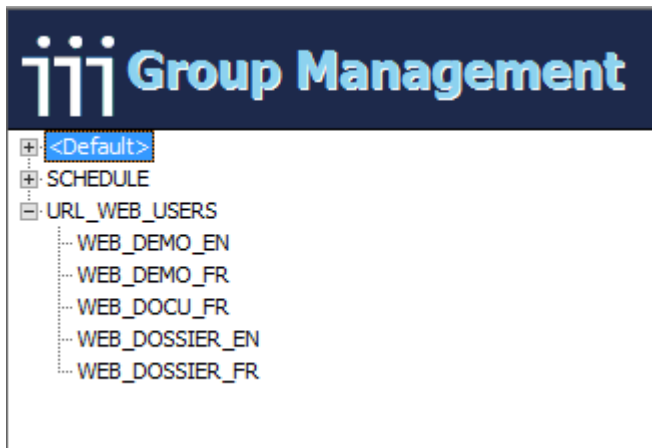 Group Management
<Default>
SCHEDULE
URL_WEB_USERS
WEB_DEMO_EN
WEB_DEMO_FR
WEB_DOCU_FR
WEB_DOSSIER_EN
WEB_DOSSIER_FR